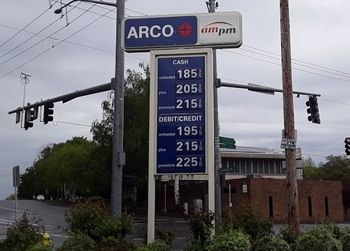 ARCO ampm
CASH
unleaded 185
plus 205
premium 215
DEBIT/CREDIT
unleaded 195
plus 215
premium 225